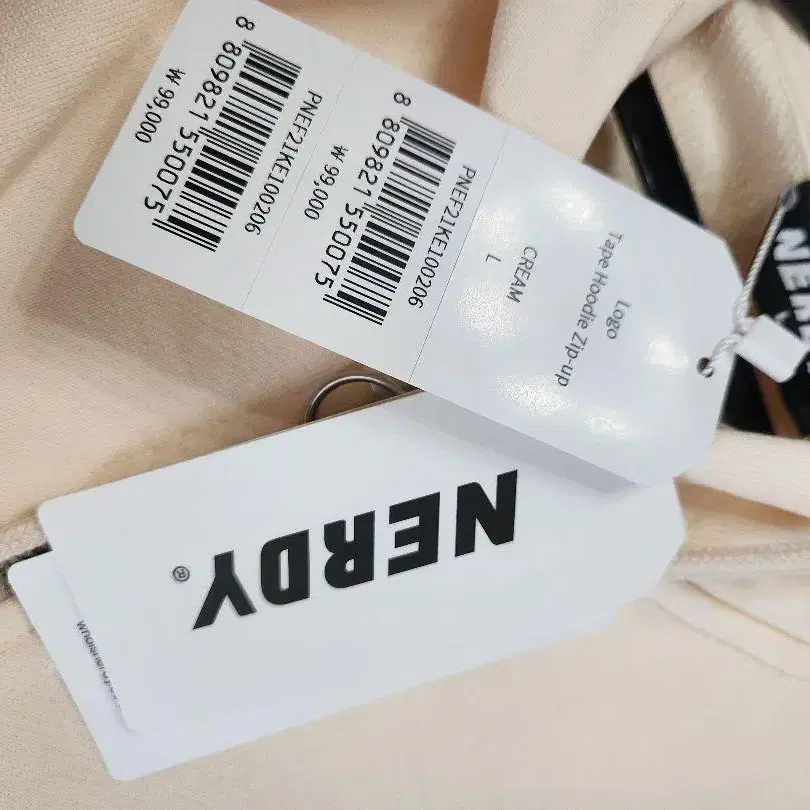 Logo
Tape Hoodie Zip-up
CREAM
L
PNEF21KE100206
8 809821 550075
₩ 99,000
PNEF21KE100206
8 809821 550075
₩ 99,000
NERDY®